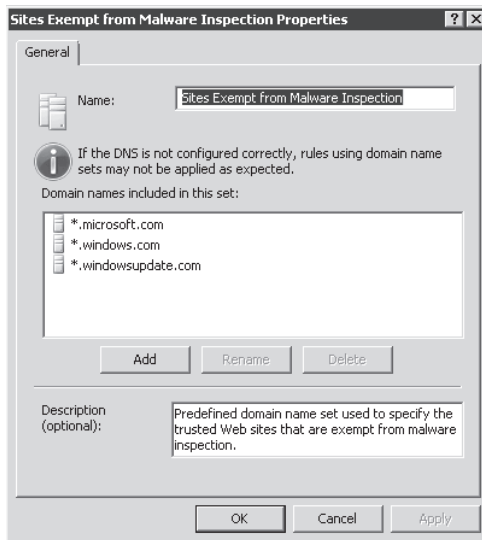 Sites Exempt from Malware Inspection Properties
General
Name:
Sites Exempt from Malware Inspection
If the DNS is not configured correctly, rules using domain name
sets may not be applied as expected.
Domain names included in this set:
*.microsoft.com
*.windows.com
*.windowsupdate.com
Add
Rename
Delete
Description
(optional):
Predefined domain name set used to specify the
trusted Web sites that are exempt from malware
inspection.
OK
Cancel
Apply